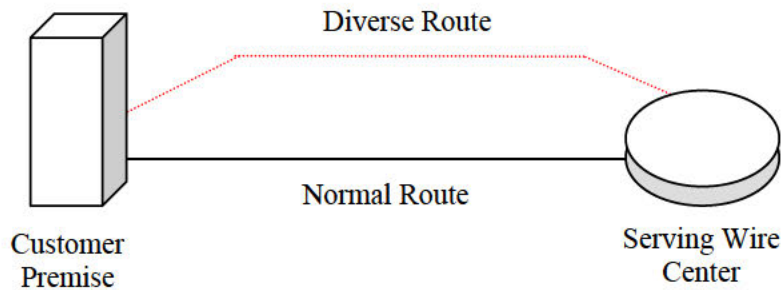 Diverse Route
Normal Route
Customer
Premise
Serving Wire
Center